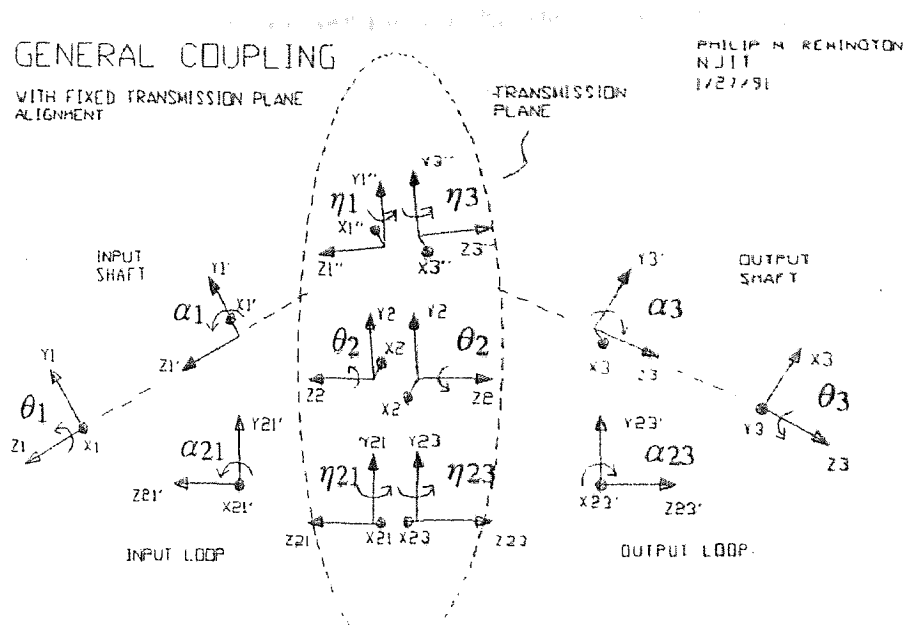 GENERAL COUPLING
WITH FIXED TRANSMISSION PLANE
ALIGNMENT
PHILIP N REMINGTON
NJIT
1/27/91
TRANSMISSION
PLANE
Y1'' Y3''
η1 η3
X1'' X3''
Z1'' Z3''
INPUT
SHAFT
OUTPUT
SHAFT
Y1' Y3'
α1 X1' α3
Z1' X3 Z3
Y2 Y2
θ2 X2 θ2
Z2 X2 Z2
Y1 X3
θ1 θ3
Z1 X1 Y3 Z3
Y21' Y21 Y23 Y23'
α21 η21 η23 α23
Z21' X21' X23' Z23'
Z21 X21 X23 Z23
INPUT LOOP OUTPUT LOOP